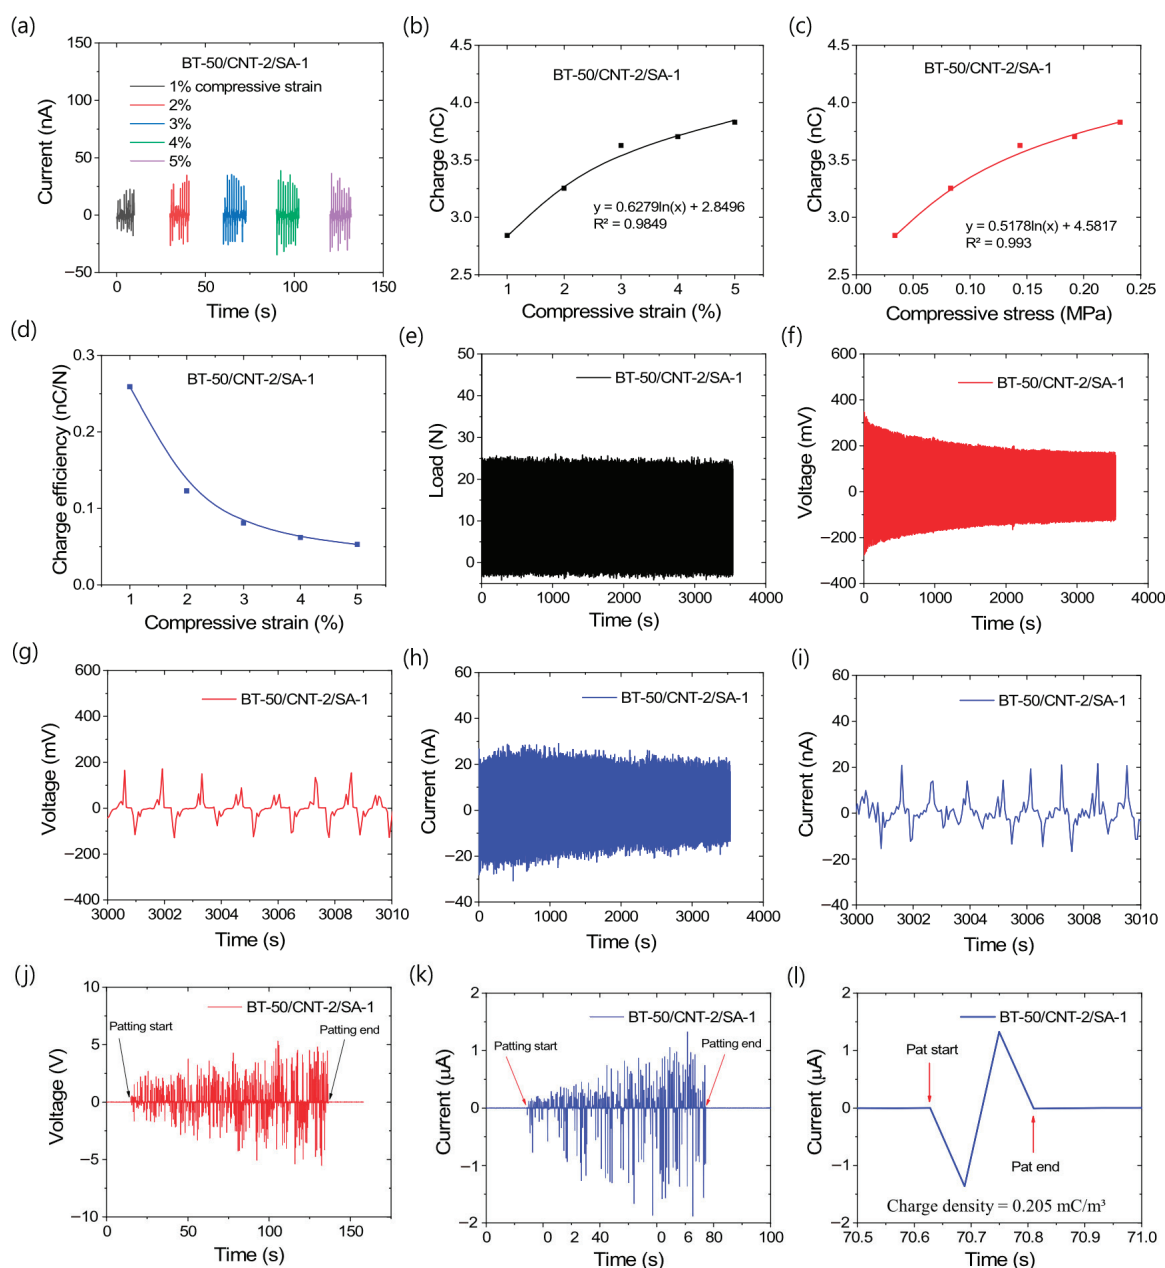 (a)
150
100
50
0
−50
Current (nA)
BT-50/CNT-2/SA-1
1% compressive strain
2%
3%
4%
5%
0
50
100
150
Time (s)
(b)
4.5
4.0
3.5
3.0
2.5
Charge (nC)
BT-50/CNT-2/SA-1
y = 0.6279ln(x) + 2.8496
R² = 0.9849
1
2
3
4
5
Compressive strain (%)
(c)
4.5
4.0
3.5
3.0
2.5
Charge (nC)
BT-50/CNT-2/SA-1
y = 0.5178ln(x) + 4.5817
R² = 0.993
0.00
0.05
0.10
0.15
0.20
0.25
Compressive stress (MPa)
(d)
0.3
0.2
0.1
0.0
Charge efficiency (nC/N)
BT-50/CNT-2/SA-1
1
2
3
4
5
Compressive strain (%)
(e)
50
40
30
20
10
0
Load (N)
BT-50/CNT-2/SA-1
0
1000
2000
3000
4000
Time (s)
(f)
600
400
200
0
−200
−400
Voltage (mV)
BT-50/CNT-2/SA-1
0
1000
2000
3000
4000
Time (s)
(g)
600
400
200
0
−200
−400
Voltage (mV)
BT-50/CNT-2/SA-1
3000
3002
3004
3006
3008
3010
Time (s)
(h)
60
40
20
0
−20
−40
Current (nA)
BT-50/CNT-2/SA-1
0
1000
2000
3000
4000
Time (s)
(i)
60
40
20
0
−20
−40
Current (nA)
BT-50/CNT-2/SA-1
3000
3002
3004
3006
3008
3010
Time (s)
(j)
10
5
0
−5
−10
Voltage (V)
BT-50/CNT-2/SA-1
Patting start
Patting end
0
50
100
150
Time (s)
(k)
2
1
0
−1
−2
Current (µA)
BT-50/CNT-2/SA-1
Patting start
Patting end
0
0
2
40
0
6
80
100
Time (s)
(l)
2
1
0
−1
−2
Current (µA)
BT-50/CNT-2/SA-1
Pat start
Pat end
Charge density = 0.205 mC/m³
70.5
70.6
70.7
70.8
70.9
71.0
Time (s)